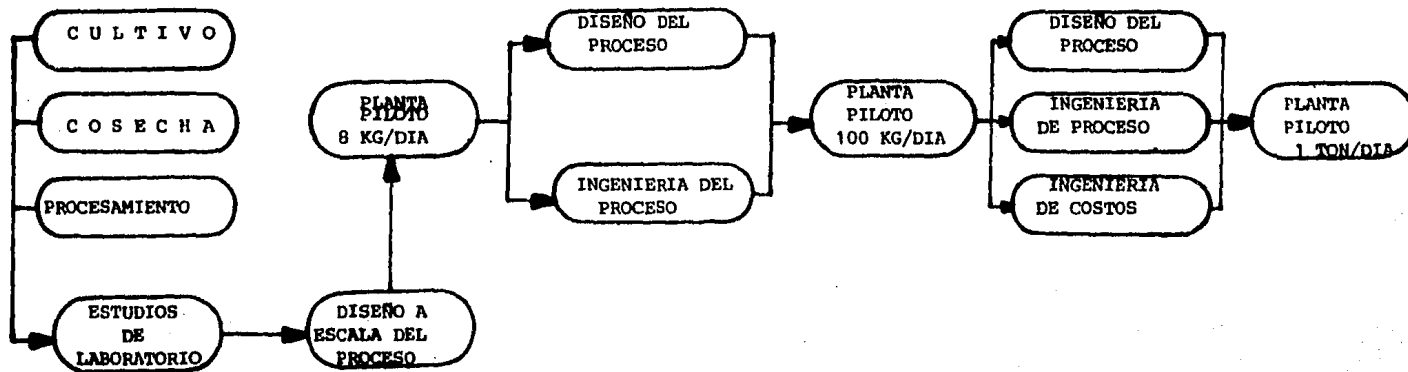 C U L T I V O
C O S E C H A
PROCESAMIENTO
ESTUDIOS
DE
LABORATORIO
DISEÑO A
ESCALA DEL
PROCESO
PLANTA
PILOTO
8 KG/DIA
DISEÑO DEL
PROCESO
INGENIERIA DEL
PROCESO
PLANTA
PILOTO
100 KG/DIA
DISEÑO DEL
PROCESO
INGENIERIA
DE PROCESO
INGENIERIA
DE COSTOS
PLANTA
PILOTO
1 TON/DIA